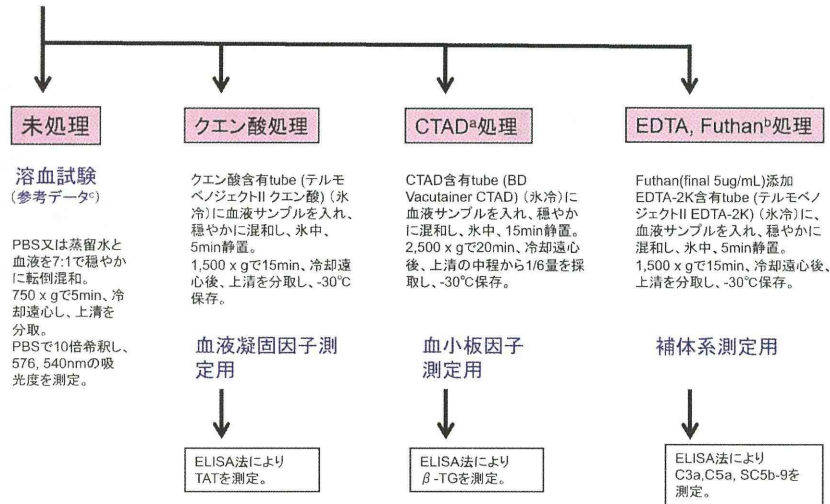 未処理
溶血試験
(参考データc)
PBS又は蒸留水と
血液を7:1で穏やか
に転倒混和。
750 x gで5min、冷
却遠心し、上清を
分取。
PBSで10倍希釈し、
576, 540nmの吸
光度を測定。
クエン酸処理
クエン酸含有tube (テルモ
ベノジェクトII クエン酸) (氷
冷)に血液サンプルを入れ、
穏やかに混和し、氷中、
5min静置。
1,500 x gで15min、冷却遠
心後、上清を分取し、-30℃
保存。
血液凝固因子測
定用
ELISA法により
TATを測定。
CTADa処理
CTAD含有tube (BD
Vacutainer CTAD) (氷冷)に
血液サンプルを入れ、穏やか
に混和し、氷中、15min静置。
2,500 x gで20min、冷却遠心
後、上清の中程から1/6量を採
取し、-30℃保存。
血小板因子
測定用
ELISA法により
β-TGを測定。
EDTA, Futhanb処理
Futhan(final 5ug/mL)添加
EDTA-2K含有tube (テルモベノ
ジェクトII EDTA-2K) (氷冷)に、
血液サンプルを入れ、穏やかに
混和し、氷中、5min静置。
1,500 x gで15min、冷却遠心後、
上清を分取し、-30℃保存。
補体系測定用
ELISA法により
C3a,C5a, SC5b-9を
測定。